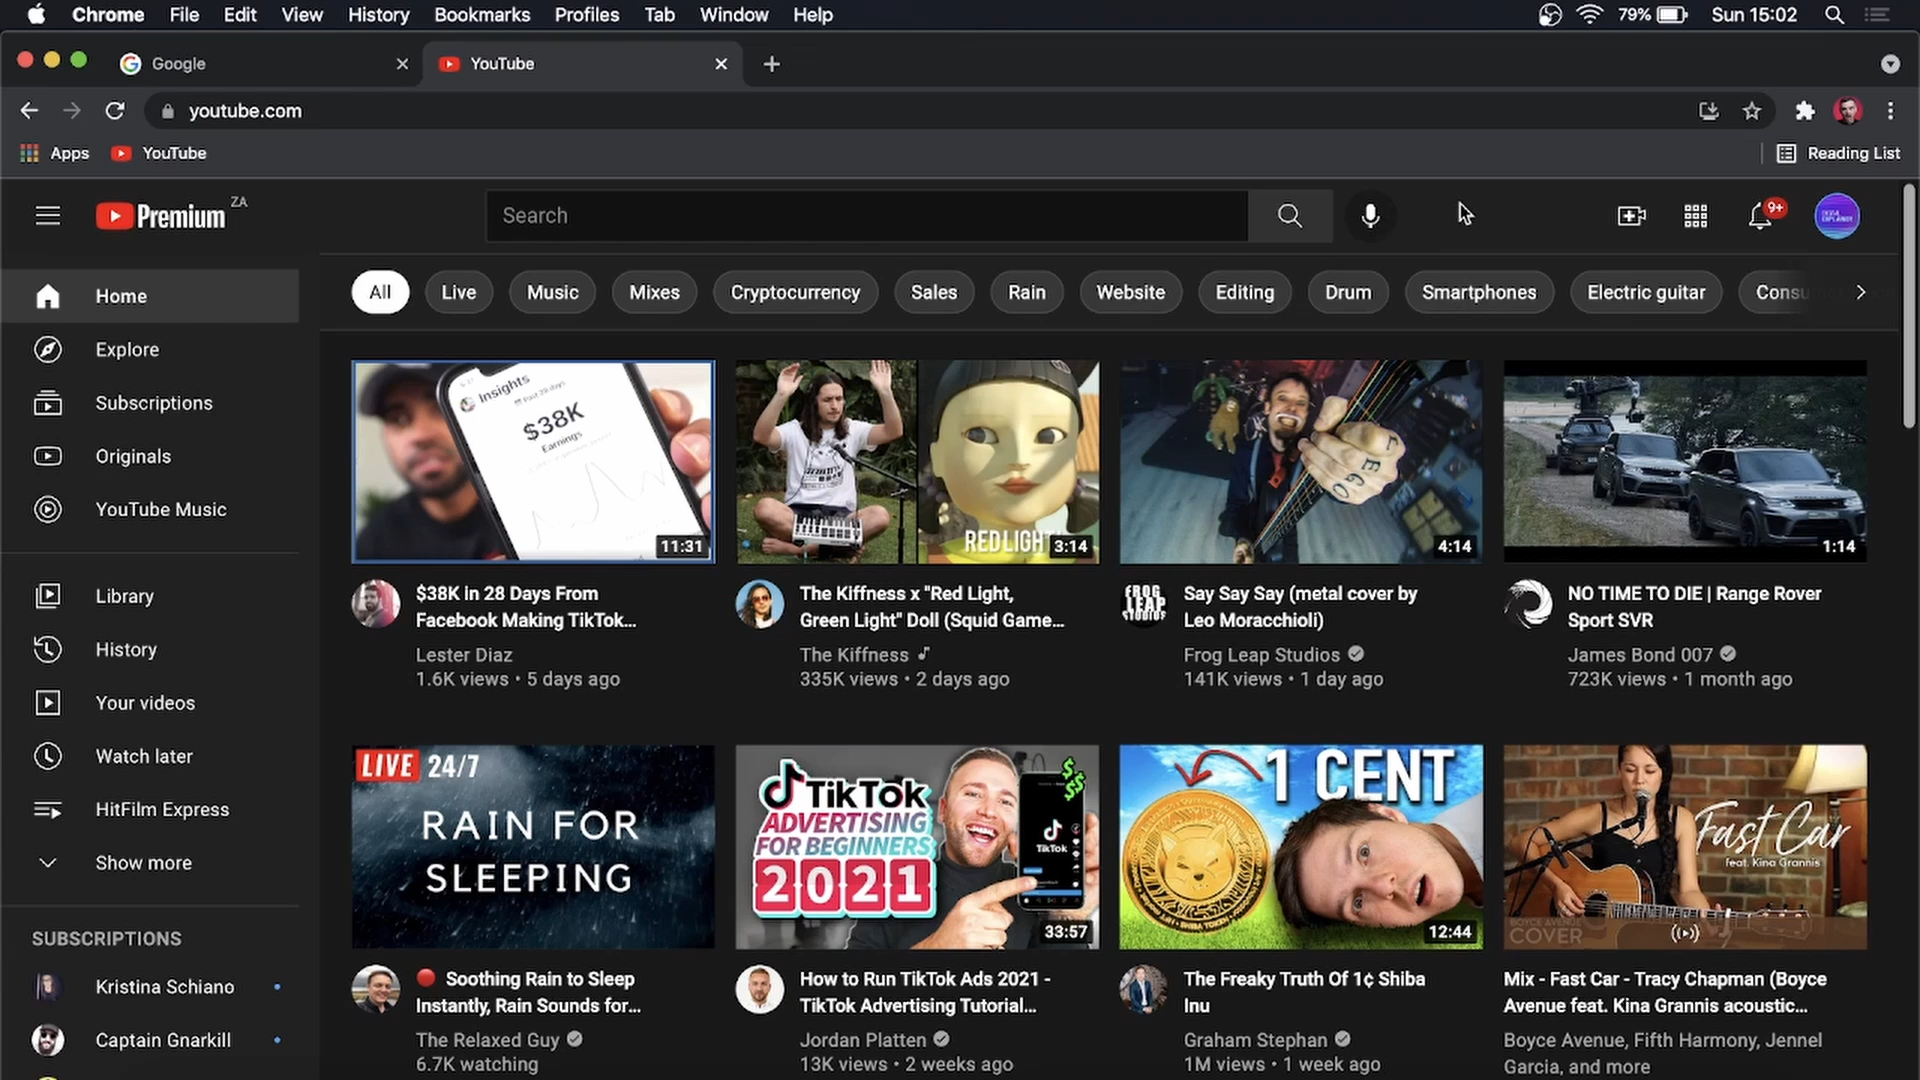 Chrome File Edit View History Bookmarks Profiles Tab Window Help 79% Sun 15:02
Google YouTube
youtube.com
Apps YouTube Reading List
Premium ZA Search 9+
Home
Explore
Subscriptions
Originals
YouTube Music
Library
History
Your videos
Watch later
HitFilm Express
Show more
SUBSCRIPTIONS
Kristina Schiano
Captain Gnarkill
All Live Music Mixes Cryptocurrency Sales Rain Website Editing Drum Smartphones Electric guitar
Insights
$38K
Earnings
11:31
$38K in 28 Days From
Facebook Making TikTok...
Lester Diaz
1.6K views • 5 days ago
RED LIGHT
3:14
The Kiffness x "Red Light,
Green Light" Doll (Squid Game...
The Kiffness
335K views • 2 days ago
4:14
FROG
LEAP
STUDIOS
Say Say Say (metal cover by
Leo Moracchioli)
Frog Leap Studios
141K views • 1 day ago
1:14
NO TIME TO DIE | Range Rover
Sport SVR
James Bond 007
723K views • 1 month ago
LIVE 24/7
RAIN FOR
SLEEPING
Soothing Rain to Sleep
Instantly, Rain Sounds for...
The Relaxed Guy
6.7K watching
TikTok
ADVERTISING
FOR BEGINNERS
2021
TikTok
33:57
How to Run TikTok Ads 2021 -
TikTok Advertising Tutorial...
Jordan Platten
13K views • 2 weeks ago
1 CENT
12:44
The Freaky Truth Of 1¢ Shiba
Inu
Graham Stephan
1M views • 1 week ago
Fast Car
feat. Kina Grannis
BOYCE AVENUE
COVER
Mix - Fast Car - Tracy Chapman (Boyce
Avenue feat. Kina Grannis acoustic...
Boyce Avenue, Fifth Harmony, Jennel
Garcia, and more